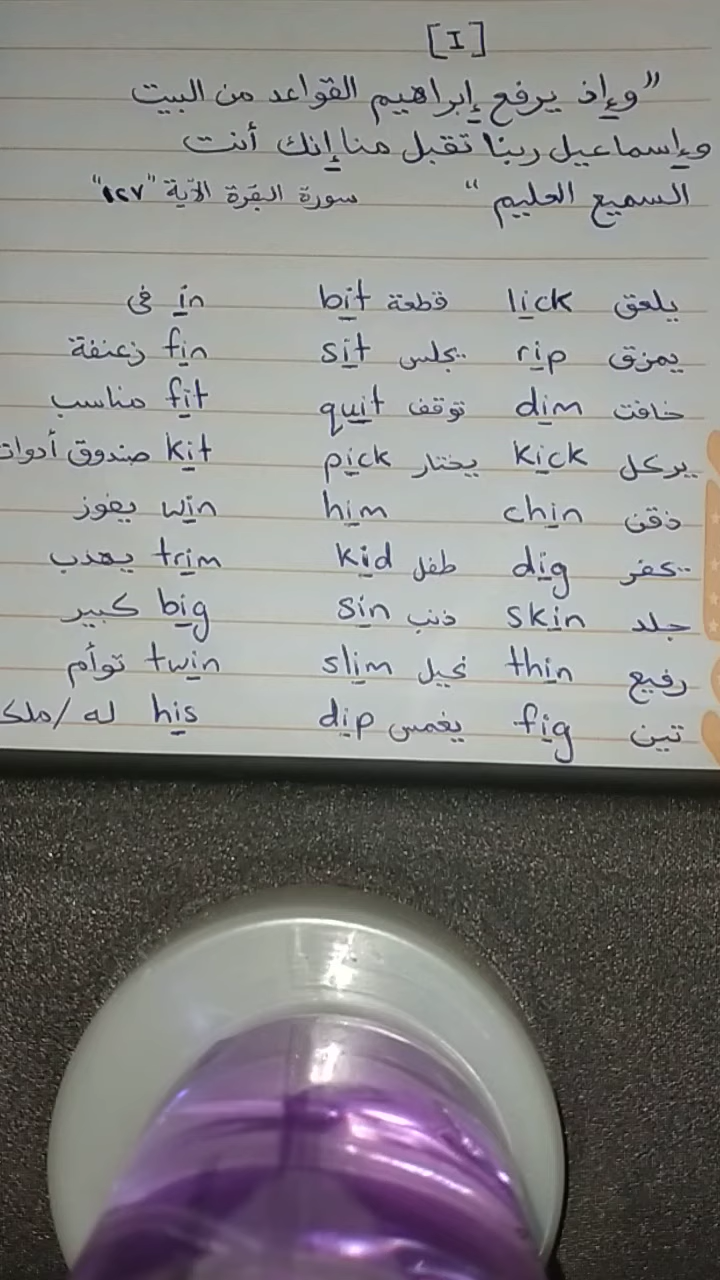 [I]
"وإذ يرفع إبراهيم القواعد من البيت
وإسماعيل ربنا تقبل منا إنك أنت
السميع العليم" سورة البقرة الآية "١٢٧"
in فى bit قطعة lick يلعق
fin زعنفة sit يجلس rip يمزق
fit مناسب quit توقف dim خافت
kit صندوق أدوات pick يختار kick يركل
win يفوز him chin ذقن
trim يهدب kid طفل dig يحفر
big كبير sin ذنب skin جلد
twin توأم slim نحيل thin رفيع
his له / dip يغمس fig تين